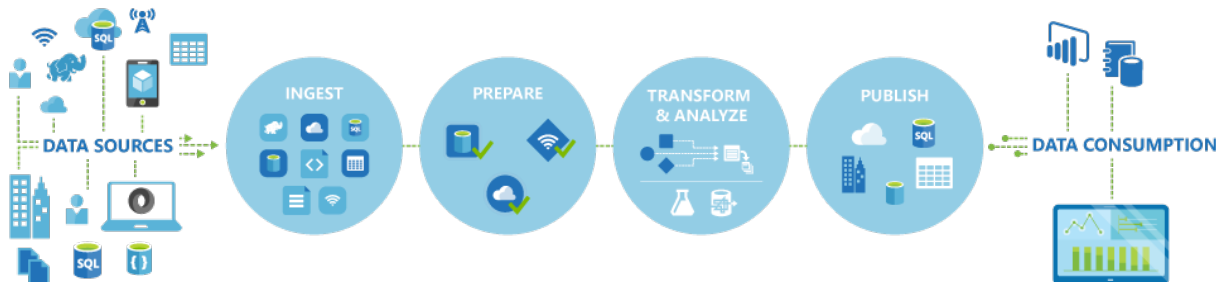 SQL
DATA SOURCES
SQL
{ }
INGEST
SQL
< >
PREPARE
TRANSFORM
& ANALYZE
PUBLISH
SQL
DATA CONSUMPTION